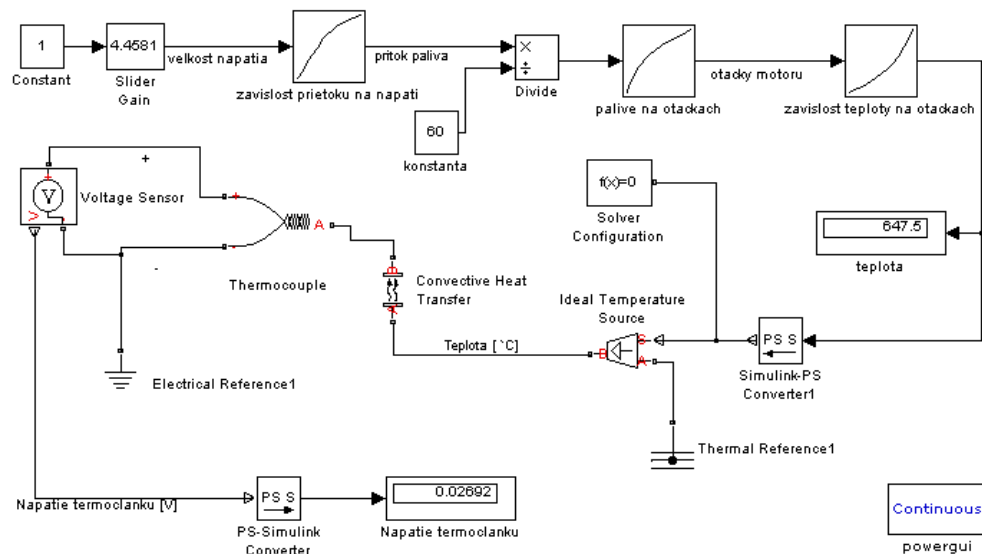 1
Constant
4.4581
Slider
Gain
velkost napatia
zavislost prietoku na napati
pritok paliva
60
konstanta
×
÷
Divide
palive na otackach
otacky motoru
zavislost teploty na otackach
+
V
V
+
-
Voltage Sensor
+
-
A
Thermocouple
-
f(x)=0
Solver
Configuration
647.5
teplota
Convective Heat
Transfer
Ideal Temperature
Source
B
S
A
Teplota [ °C]
PS S
Simulink-PS
Converter1
Electrical Reference1
Thermal Reference1
Napatie termoclanku [V]
PS S
PS-Simulink
Converter
0.02692
Napatie termoclanku
Continuous
powergui